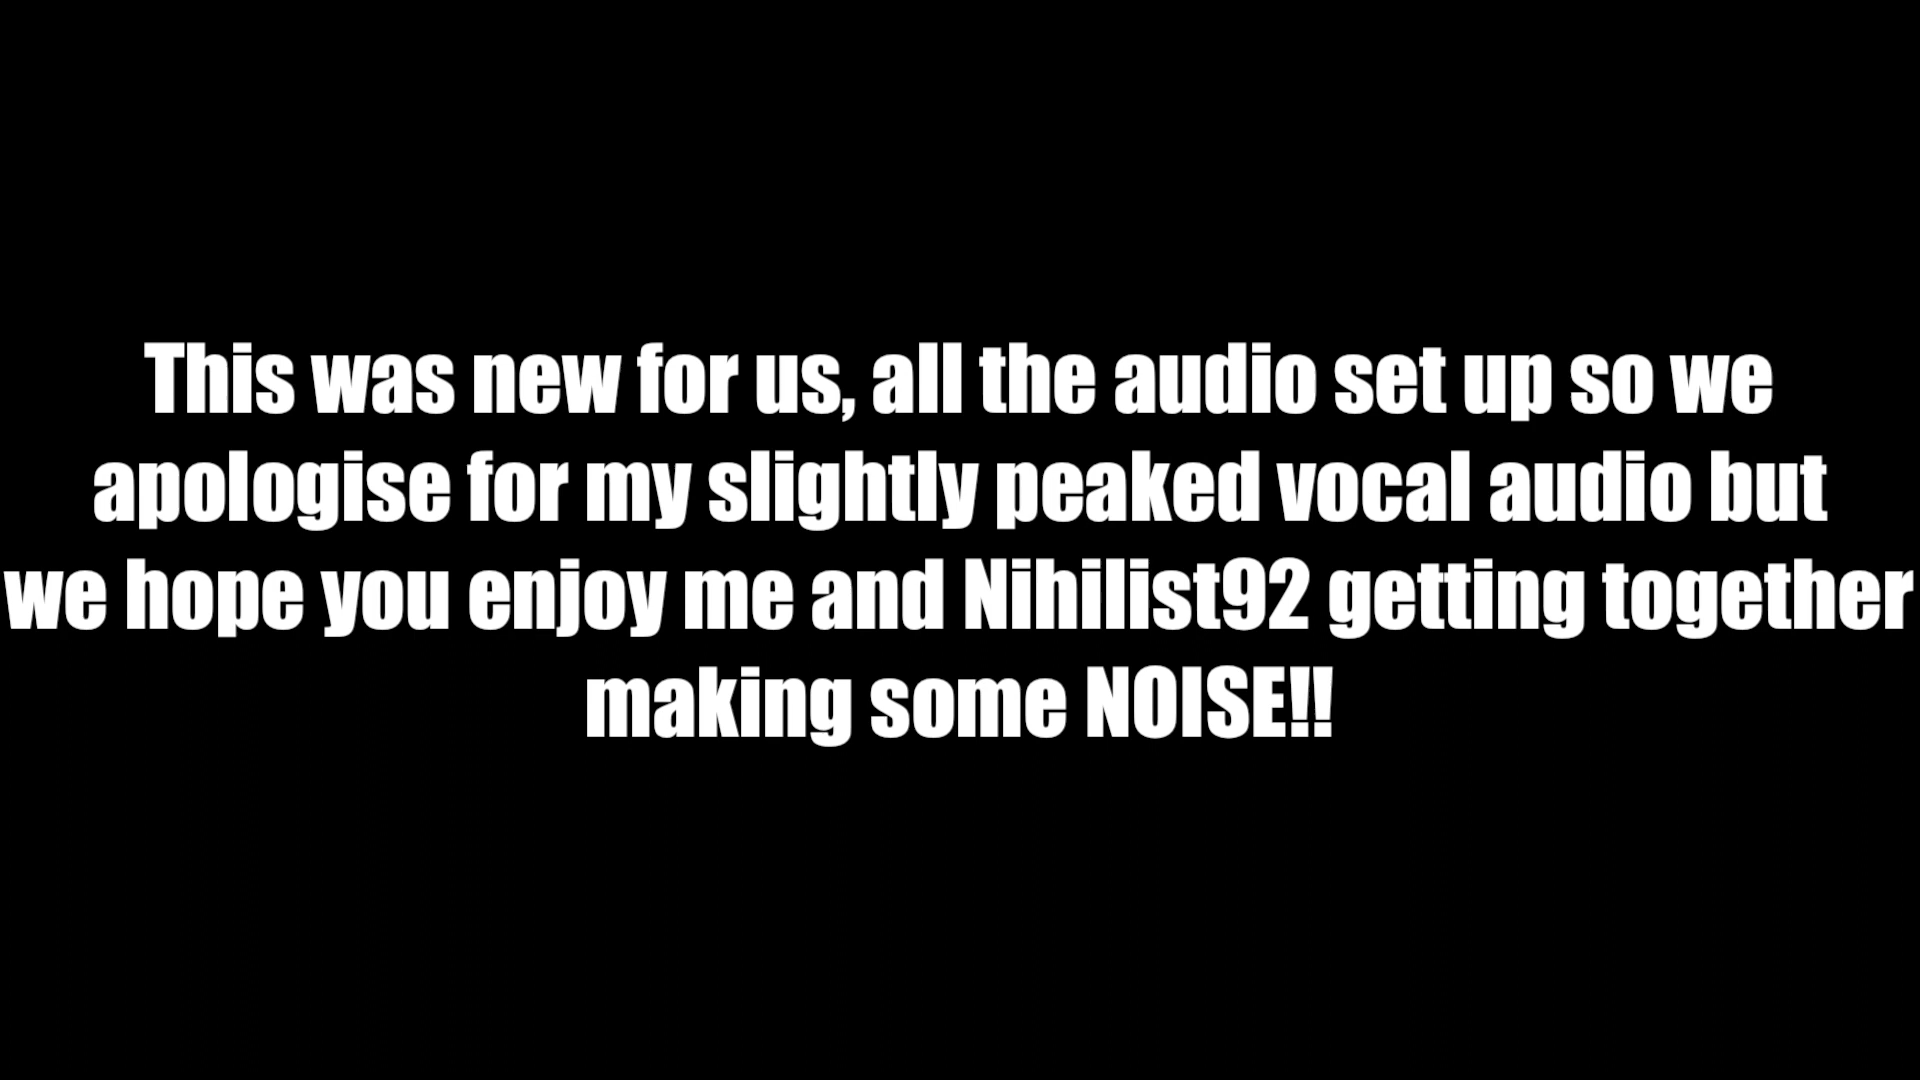 This was new for us, all the audio set up so we
apologise for my slightly peaked vocal audio but
we hope you enjoy me and Nihilist92 getting together
making some NOISE!!